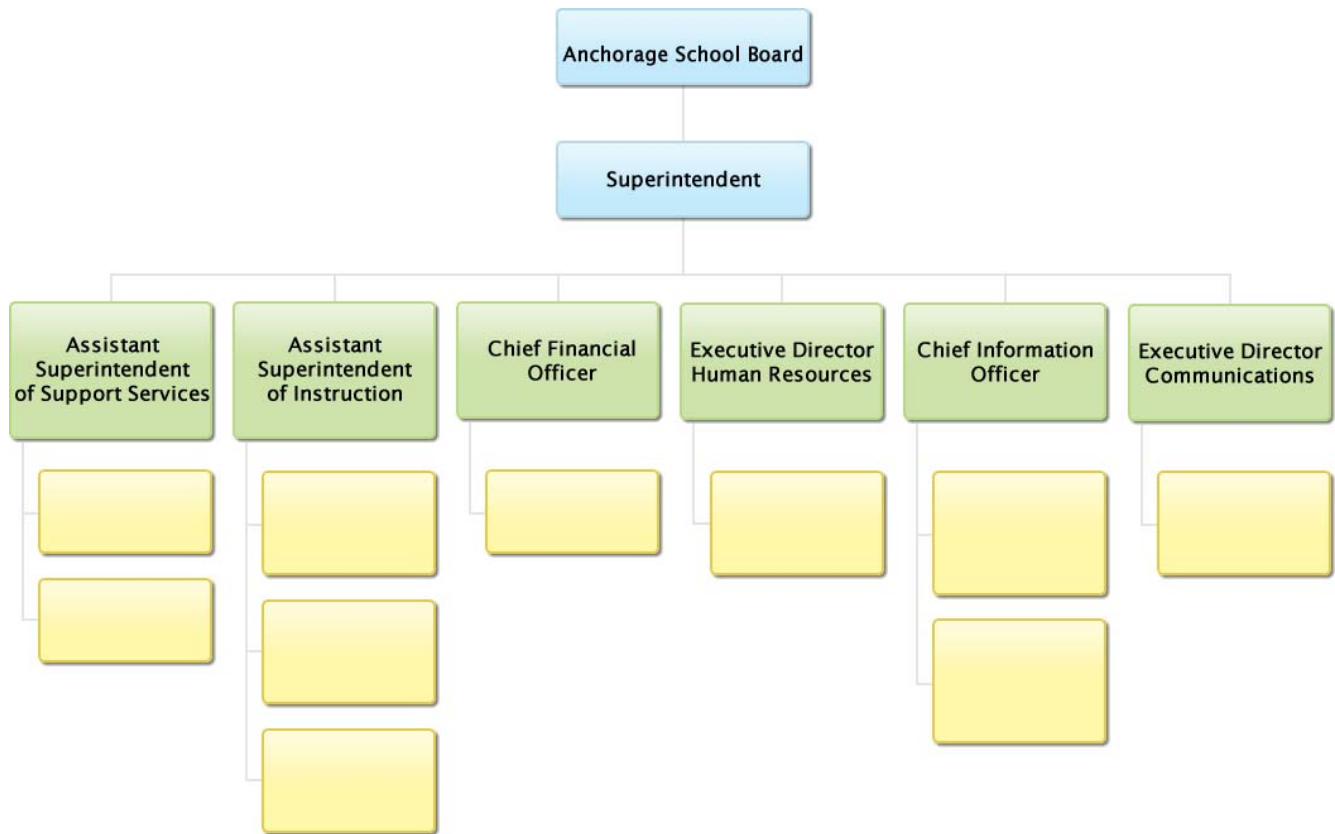 Anchorage School Board
Superintendent
Assistant
Superintendent
of Support Services
Assistant
Superintendent
of Instruction
Chief Financial
Officer
Executive Director
Human Resources
Chief Information
Officer
Executive Director
Communications